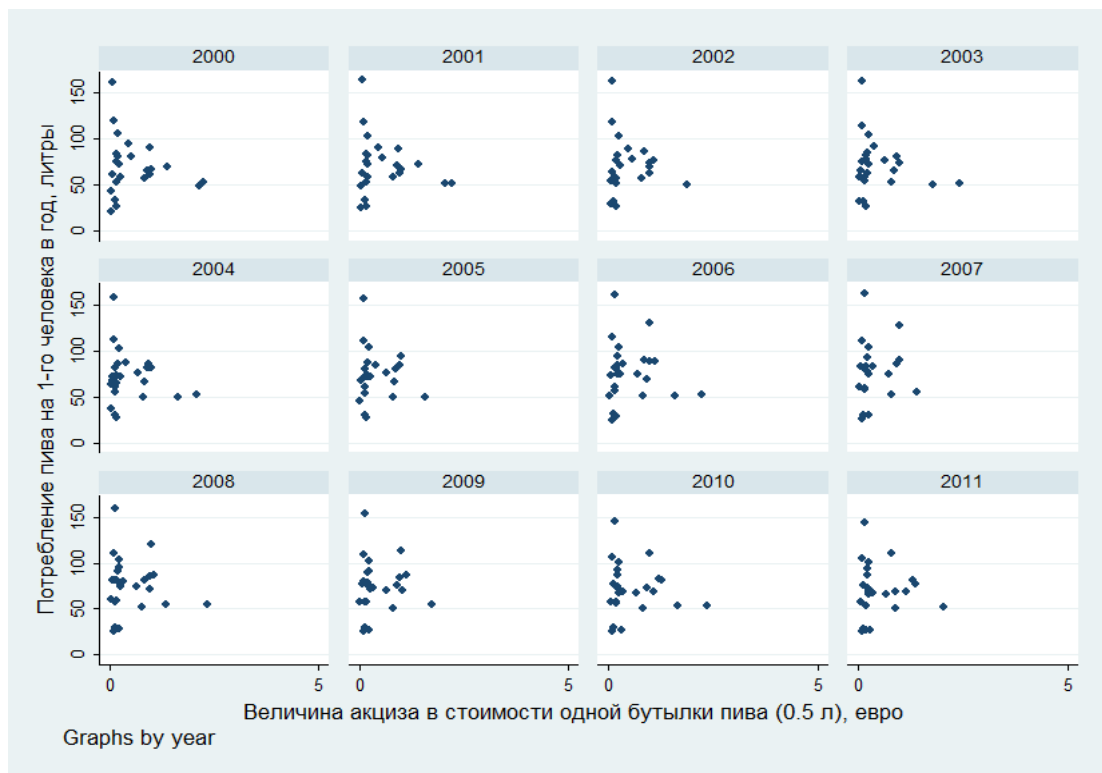 Потребление пива на 1-го человека в год, литры
2000 2001 2002 2003
150
100
50
0
2004 2005 2006 2007
150
100
50
0
2008 2009 2010 2011
150
100
50
0
0 5 0 5 0 5 0 5
Величина акциза в стоимости одной бутылки пива (0.5 л), евро
Graphs by year